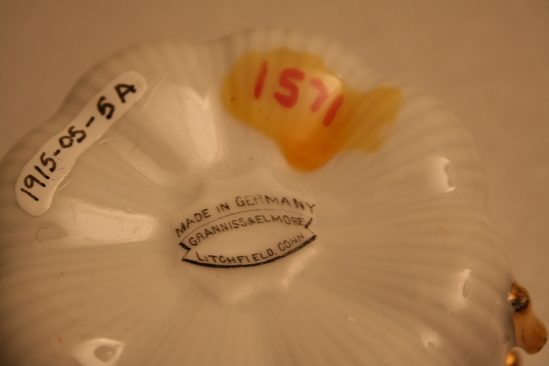 1915-05-5A
1571
MADE IN GERMANY
GRANNISS & ELMORE
LITCHFIELD, CONN